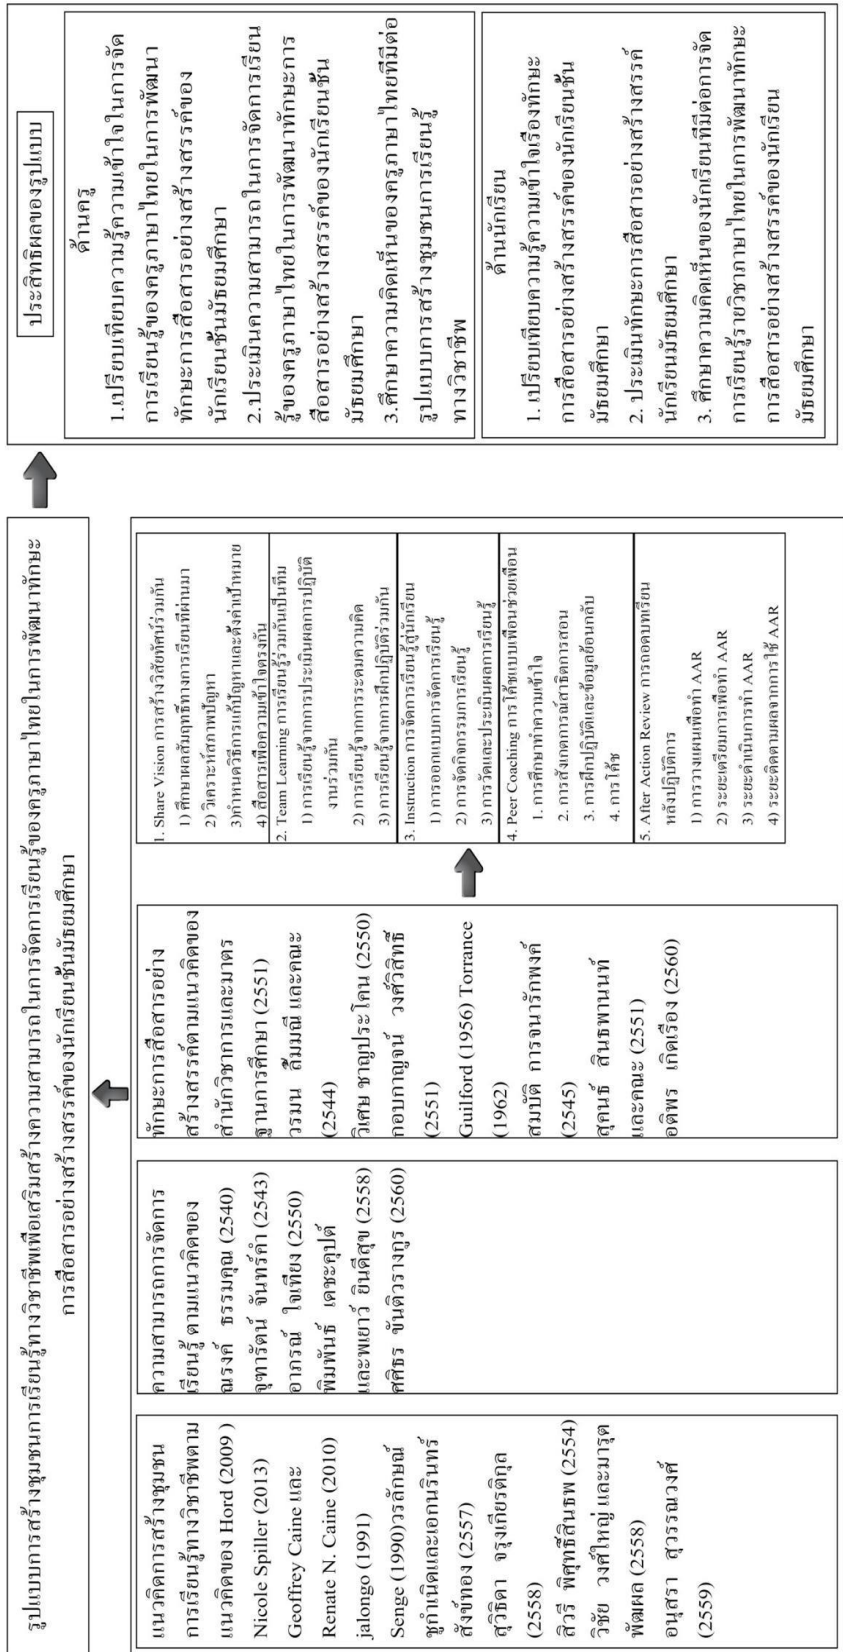 รูปแบบการสร้างชุมชนการเรียนรู้ทางวิชาชีพเพื่อเสริมสร้างความสามารถในการจัดการเรียนรู้ของครูภาษาไทยในการพัฒนาทักษะ
การสื่อสารอย่างสร้างสรรค์ของนักเรียนชั้นมัธยมศึกษา
แนวคิดการสร้างชุมชน
การเรียนรู้ทางวิชาชีพตาม
แนวคิดของ Hord (2009 )
Nicole Spiller (2013)
Geoffrey Caine และ
Renate N. Caine (2010)
jalongo (1991)
Senge (1990)วรลักษณ์
ชูกำเนิดและเอกนรินทร์
สังข์ทอง (2557)
สุวิธิดา จรุงเกียรติกุล
(2558)
สิวรี พิศุทธิ์สินธพ (2554)
วิชัย วงศ์ใหญ่ และมารุต
พัฒผล (2558)
อนุสรา สุวรรณวงศ์
(2559)
ความสามารถการจัดการ
เรียนรู้ ตามแนวคิดของ
ณรงค์ ธรรมคุณ (2540)
จุฑารัตน์ จันทร์คำ (2543)
อาภรณ์ ใจเที่ยง (2550)
พิมพันธ์ เดชะคุปต์
และพเยาว์ ยินดีสุข (2558)
ศศิธร ขันติวรางกูร (2560)
ทักษะการสื่อสารอย่าง
สร้างสรรค์ตามแนวคิดของ
สำนักวิชาการและมาตร
ฐานการศึกษา (2551)
วรมน ลิ้มมณี และคณะ
(2544)
วิเศษ ชาญประโคน (2550)
กอบกาญจน์ วงศ์วิสิทธิ์
(2551)
Guilford (1956) Torrance
(1962)
สมบัติ การจนารักพงค์
(2545)
สุคนธ์ สินธพานนท์
และคณะ (2551)
อติพร เกิดเรือง (2560)
1. Share Vision การสร้างวิสัยทัศน์ร่วมกัน
1) ศึกษาผลสัมฤทธิ์ทางการเรียนที่ผ่านมา
2) วิเคราะห์สภาพปัญหา
3)กำหนดวิธีการแก้ปัญหาและตั้งค่าเป้าหมาย
4) สื่อสารเพื่อความเข้าใจตรงกัน
2. Team Learning การเรียนรู้ร่วมกันเป็นทีม
1) การเรียนรู้จากการประเมินผลการปฏิบัติ
งานร่วมกัน
2) การเรียนรู้จากการระดมความคิด
3) การเรียนรู้จากการฝึกปฏิบัติร่วมกัน
3. Instruction การจัดการเรียนรู้สู่นักเรียน
1) การออกแบบการจัดการเรียนรู้
2) การจัดกิจกรรมการเรียนรู้
3) การวัดและประเมินผลการเรียนรู้
4. Peer Coaching การโค้ชแบบเพื่อนช่วยเพื่อน
1. การศึกษาทำความเข้าใจ
2. การสังเกตการณ์สาธิตการสอน
3. การฝึกปฏิบัติและข้อมูลย้อนกลับ
4. การโค้ช
5. After Action Review การถอดบทเรียน
หลังปฏิบัติการ
1) การวางแผนเพื่อทำ AAR
2) ระยะเตรียมการเพื่อทำ AAR
3) ระยะดำเนินการทำ AAR
4) ระยะติดตามผลจากการใช้ AAR
ประสิทธิผลของรูปแบบ
ด้านครู
1.เปรียบเทียบความรู้ความเข้าใจในการจัด
การเรียนรู้ของครูภาษาไทยในการพัฒนา
ทักษะการสื่อสารอย่างสร้างสรรค์ของ
นักเรียนชั้นมัธยมศึกษา
2.ประเมินความสามารถในการจัดการเรียน
รู้ของครูภาษาไทยในการพัฒนาทักษะการ
สื่อสารอย่างสร้างสรรค์ของนักเรียนชั้น
มัธยมศึกษา
3.ศึกษาความคิดเห็นของครูภาษาไทยที่มีต่อ
รูปแบบการสร้างชุมชนการเรียนรู้
ทางวิชาชีพ
ด้านนักเรียน
1. เปรียบเทียบความรู้ความเข้าใจเรื่องทักษะ
การสื่อสารอย่างสร้างสรรค์ของนักเรียนชั้น
มัธยมศึกษา
2. ประเมินทักษะการสื่อสารอย่างสร้างสรรค์
นักเรียนมัธยมศึกษา
3. ศึกษาความคิดเห็นของนักเรียนที่มีต่อการจัด
การเรียนรู้รายวิชาภาษาไทยในการพัฒนาทักษะ
การสื่อสารอย่างสร้างสรรค์ของนักเรียน
มัธยมศึกษา